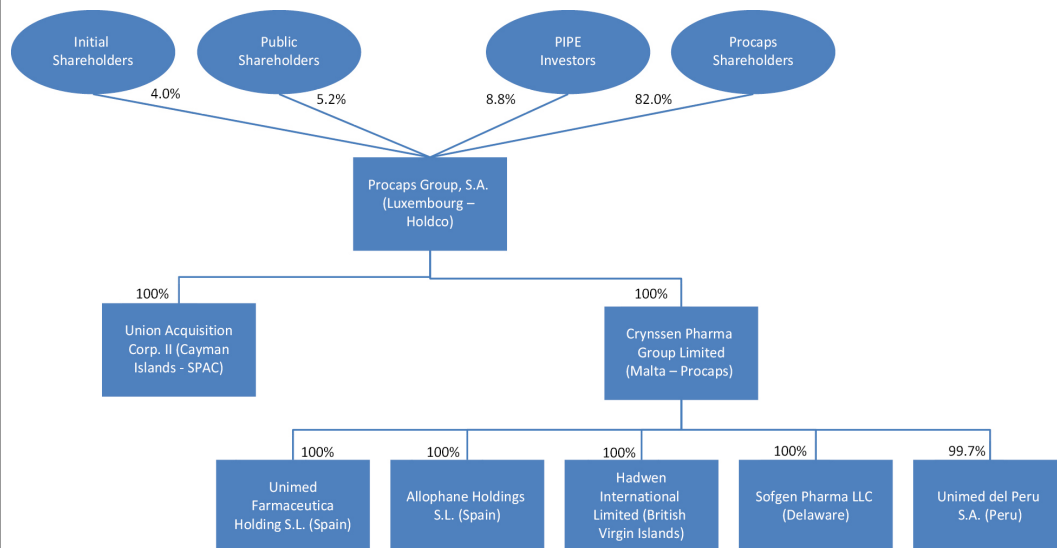 Initial
Shareholders
Public
Shareholders
PIPE
Investors
Procaps
Shareholders
4.0%
5.2%
8.8%
82.0%
Procaps Group, S.A.
(Luxembourg –
Holdco)
100%
100%
Union Acquisition
Corp. II (Cayman
Islands - SPAC)
Crynssen Pharma
Group Limited
(Malta – Procaps)
100%
100%
100%
100%
99.7%
Unimed
Farmaceutica
Holding S.L. (Spain)
Allophane Holdings
S.L. (Spain)
Hadwen
International
Limited (British
Virgin Islands)
Sofgen Pharma LLC
(Delaware)
Unimed del Peru
S.A. (Peru)